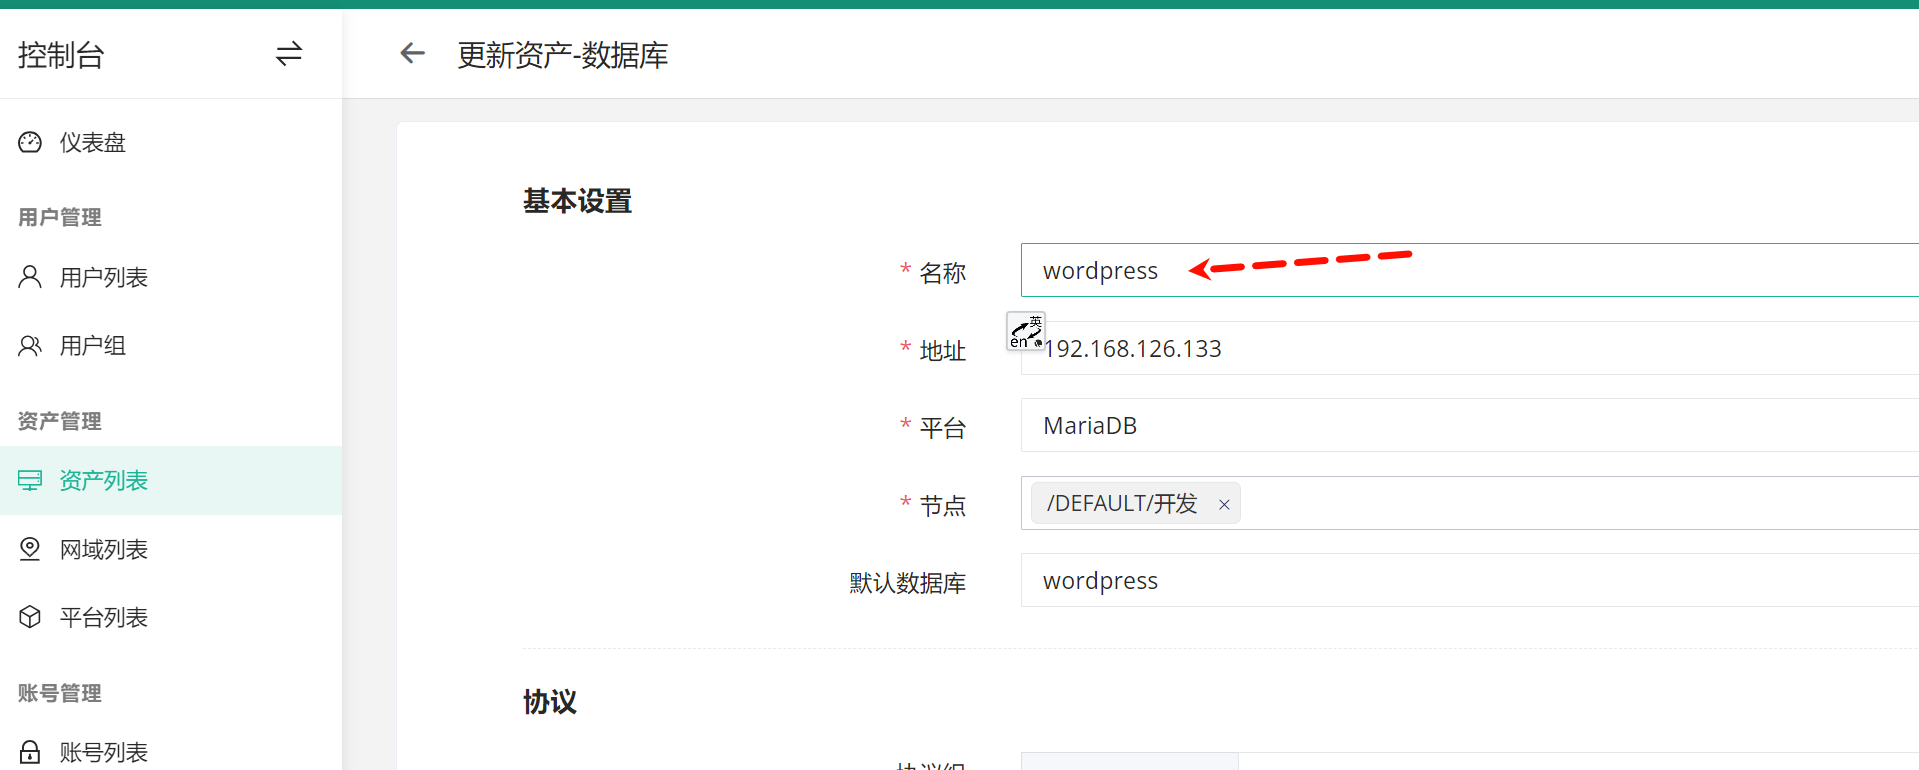 控制台
更新资产-数据库
仪表盘
用户管理
用户列表
用户组
资产管理
资产列表
网域列表
平台列表
账号管理
账号列表
基本设置
* 名称 wordpress
英
en
* 地址 192.168.126.133
* 平台 MariaDB
* 节点 /DEFAULT/开发 ×
默认数据库 wordpress
协议
协议组